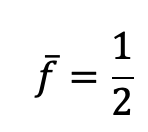 f̄ = 1/2